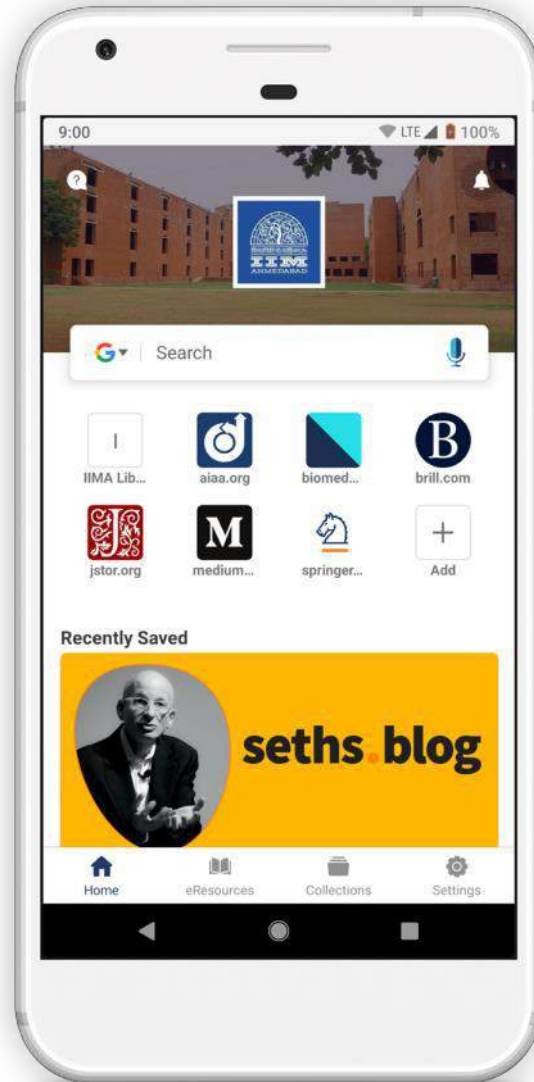 9:00 LTE 100%
?
IIM
AHMEDABAD
G Search
I
B
IIMA Lib...
aiaa.org
biomed...
brill.com
J
M
+
jstor.org
medium...
springer...
Add
Recently Saved
seths.blog
Home
eResources
Collections
Settings